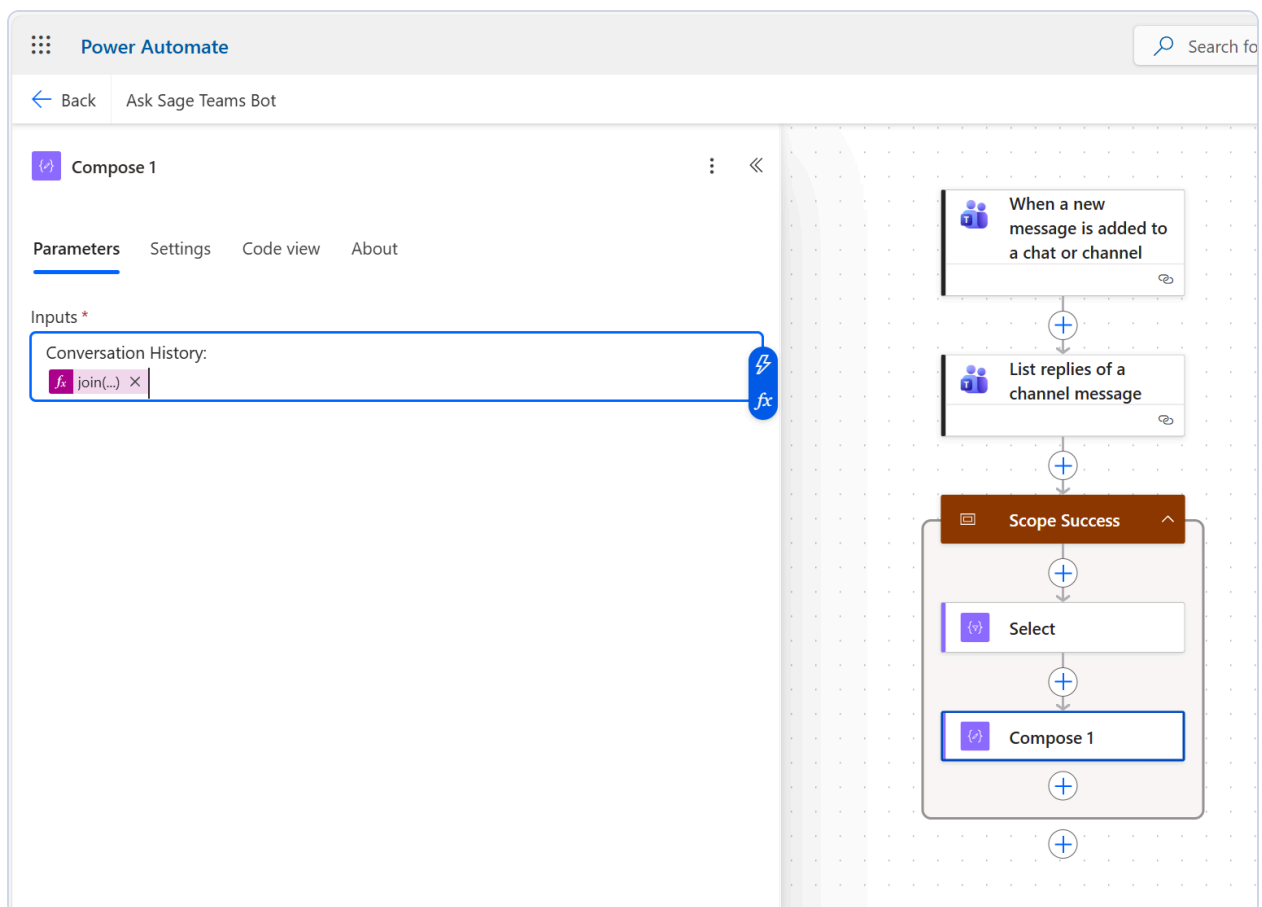 Power Automate
Search fo
Back
Ask Sage Teams Bot
Compose 1
Parameters
Settings
Code view
About
Inputs *
Conversation History:
fx join(...) ×
fx
When a new
message is added to
a chat or channel
List replies of a
channel message
Scope Success
Select
Compose 1